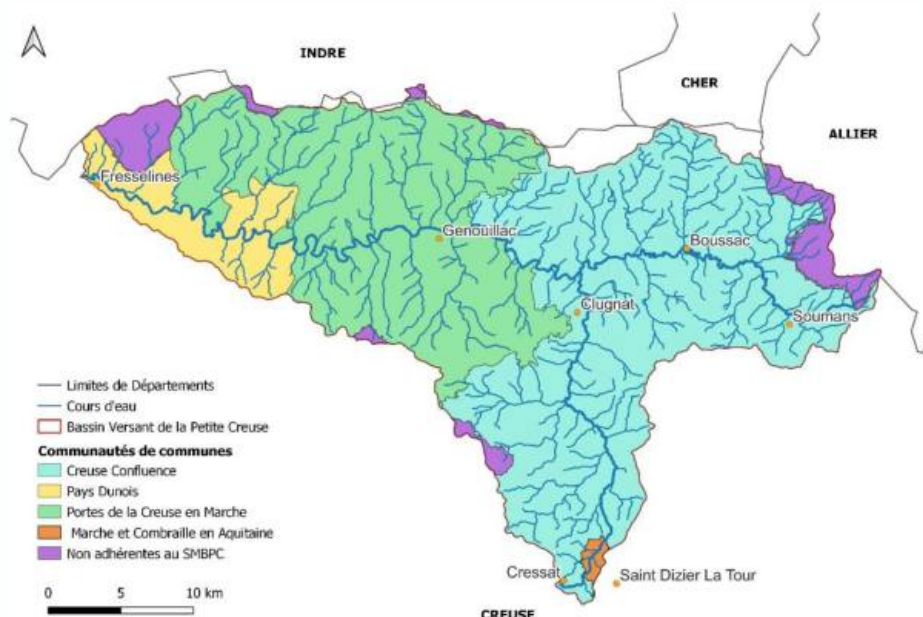 INDRE
CHER
ALLIER
Fresselines
Genouillac
Boussac
Clugnat
Soumans
Limites de Départements
Cours d'eau
Bassin Versant de la Petite Creuse
Communautés de communes
Creuse Confluence
Pays Dunois
Portes de la Creuse en Marche
Marche et Combraille en Aquitaine
Non adhérentes au SMBPC
Cressat
Saint Dizier La Tour
0 5 10 km
CREUSE